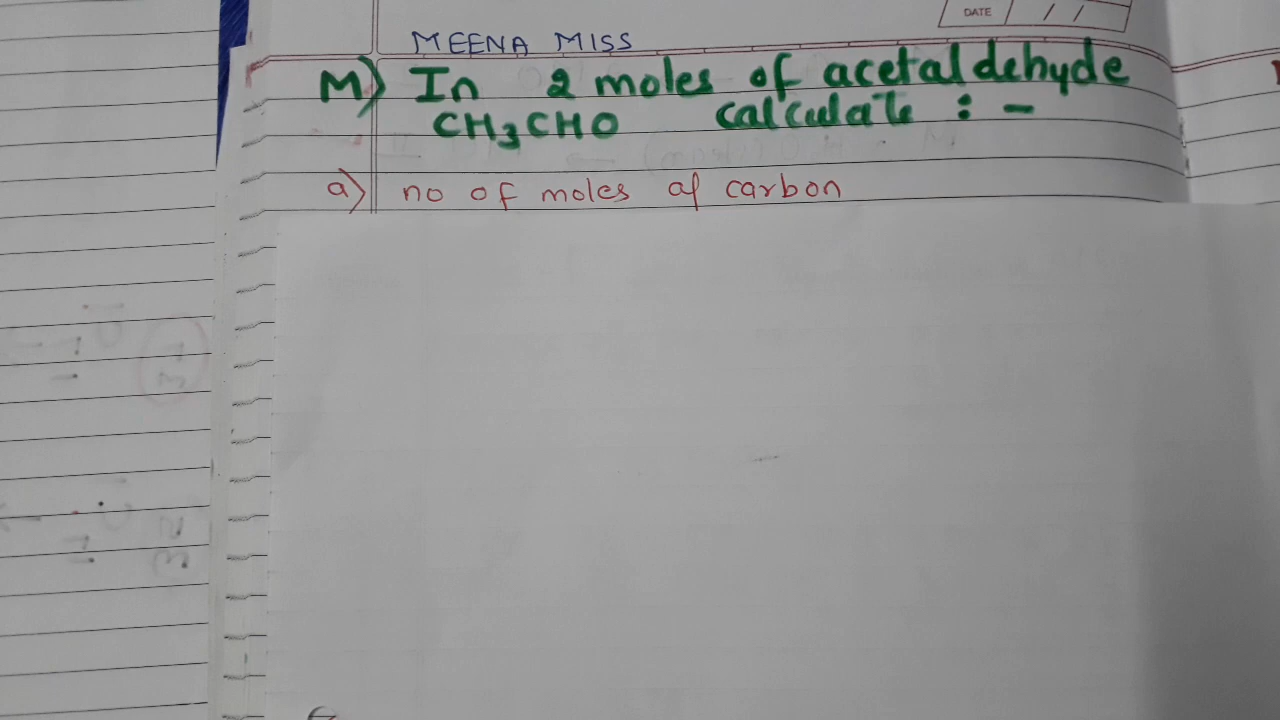 DATE / /
MEENA MISS
M) In 2 moles of acetaldehyde
CH3CHO calculate : -
a) no of moles of carbon